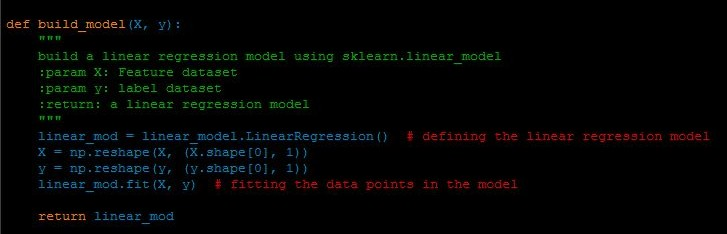 def build_model(X, y):
"""
build a linear regression model using sklearn.linear_model
:param X: Feature dataset
:param y: label dataset
:return: a linear regression model
"""
linear_mod = linear_model.LinearRegression()  # defining the linear regression model
X = np.reshape(X, (X.shape[0], 1))
y = np.reshape(y, (y.shape[0], 1))
linear_mod.fit(X, y)  # fitting the data points in the model
return linear_mod